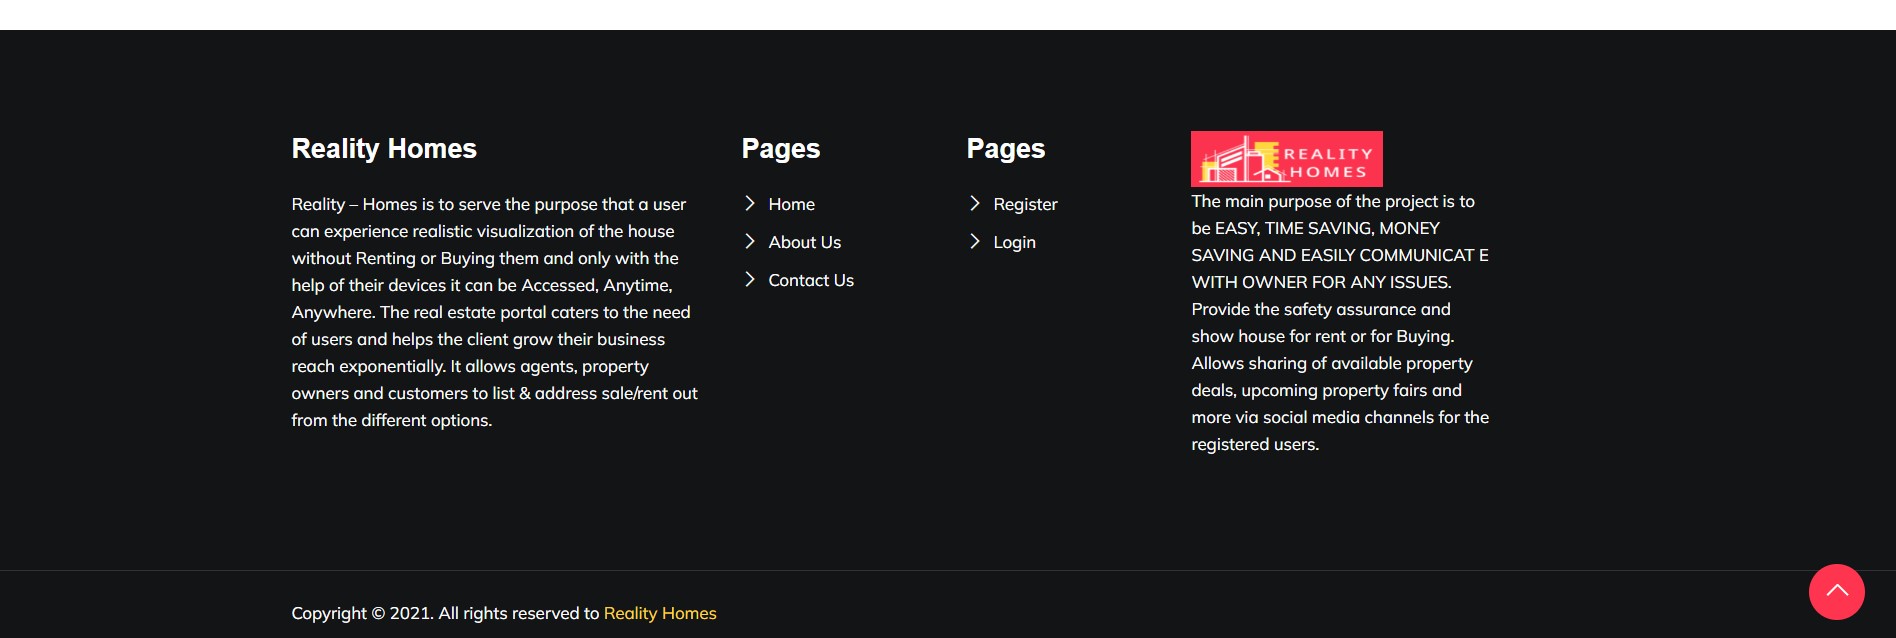 Reality Homes
Reality – Homes is to serve the purpose that a user
can experience realistic visualization of the house
without Renting or Buying them and only with the
help of their devices it can be Accessed, Anytime,
Anywhere. The real estate portal caters to the need
of users and helps the client grow their business
reach exponentially. It allows agents, property
owners and customers to list & address sale/rent out
from the different options.
Pages
Home
About Us
Contact Us
Pages
Register
Login
REALITY
HOMES
The main purpose of the project is to
be EASY, TIME SAVING, MONEY
SAVING AND EASILY COMMUNICAT E
WITH OWNER FOR ANY ISSUES.
Provide the safety assurance and
show house for rent or for Buying.
Allows sharing of available property
deals, upcoming property fairs and
more via social media channels for the
registered users.
Copyright © 2021. All rights reserved to Reality Homes